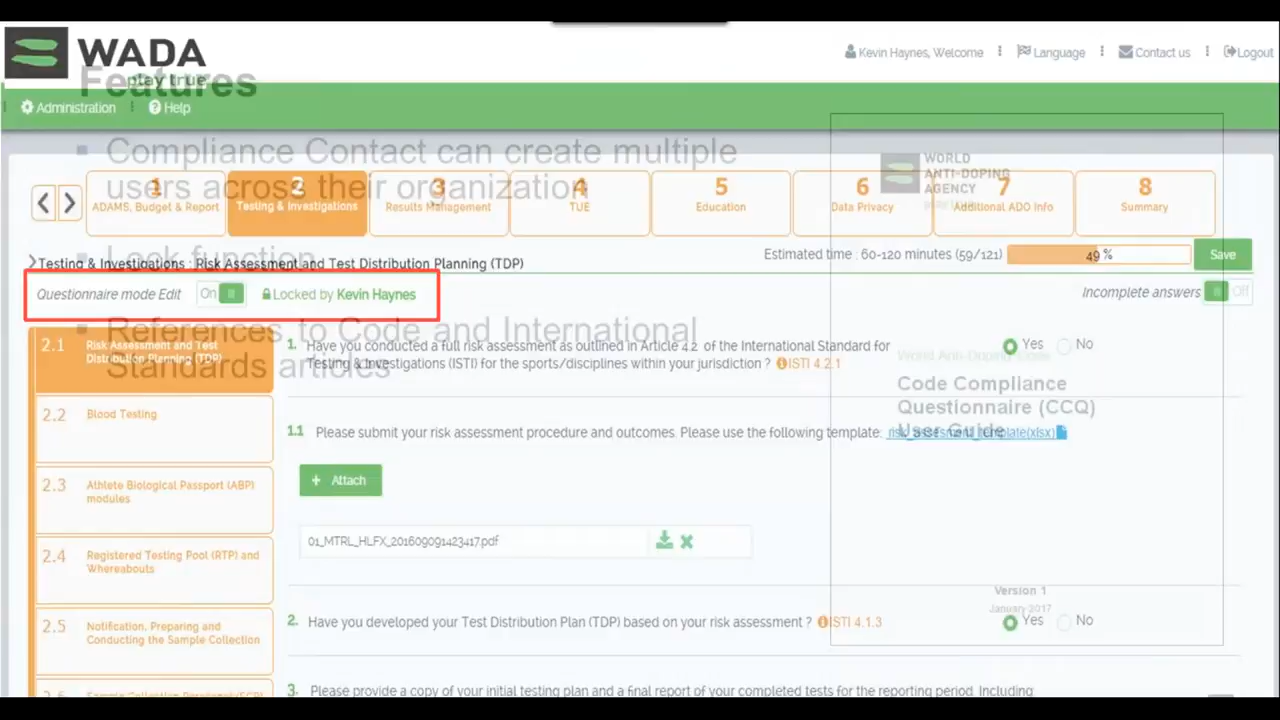 WADA
play true
Features
Kevin Haynes, Welcome
Language
Contact us
Logout
Administration
Help
Compliance Contact can create multiple
users across their organization
WORLD
ANTI-DOPING
AGENCY
1
ADAMS, Budget & Report
2
Testing & Investigations
3
Results Management
4
TUE
5
Education
6
Data Privacy
7
Additional ADO Info
8
Summary
Lock function
Testing & Investigations : Risk Assessment and Test Distribution Planning (TDP)
Estimated time : 60-120 minutes (59/121)
49 %
Save
Questionnaire mode Edit
On
Locked by Kevin Haynes
Incomplete answers
Off
References to Code and International
Standards articles
2.1 Risk Assessment and Test
Distribution Planning (TDP)
2.2 Blood Testing
2.3 Athlete Biological Passport (ABP)
modules
2.4 Registered Testing Pool (RTP) and
Whereabouts
2.5 Notification, Preparing and
Conducting the Sample Collection
1. Have you conducted a full risk assessment as outlined in Article 4.2 of the International Standard for
Testing & Investigations (ISTI) for the sports/disciplines within your jurisdiction ? ISTI 4.2.1
Yes No
Code Compliance
Questionnaire (CCQ)
User Guide
1.1 Please submit your risk assessment procedure and outcomes. Please use the following template: risk_assesment_template(xlsx)
+ Attach
01_MTRL_HLFX_201609091423417.pdf
Version 1
January 2017
2. Have you developed your Test Distribution Plan (TDP) based on your risk assessment ? ISTI 4.1.3
Yes No
3. Please provide a copy of your initial testing plan and a final report of your completed tests for the reporting period. Including